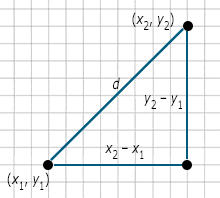 (x₂, y₂)
d
y₂ – y₁
x₂ – x₁
(x₁, y₁)